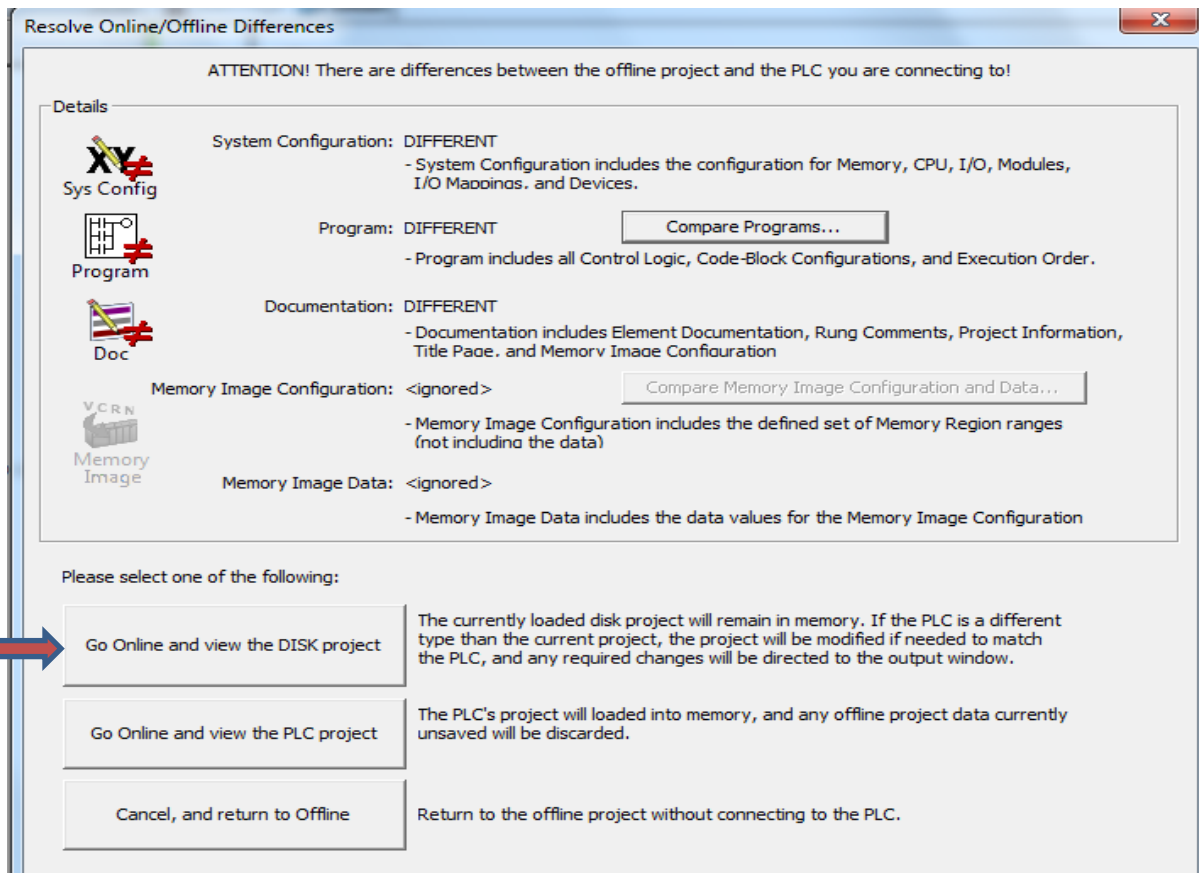 Resolve Online/Offline Differences
x
ATTENTION! There are differences between the offline project and the PLC you are connecting to!
Details
System Configuration: DIFFERENT
- System Configuration includes the configuration for Memory, CPU, I/O, Modules,
I/O Mappings, and Devices.
XY
Sys Config
Program: DIFFERENT
Compare Programs...
- Program includes all Control Logic, Code-Block Configurations, and Execution Order.
Program
Documentation: DIFFERENT
- Documentation includes Element Documentation, Rung Comments, Project Information,
Title Page, and Memory Image Configuration
Doc
Memory Image Configuration: <ignored>
Compare Memory Image Configuration and Data...
- Memory Image Configuration includes the defined set of Memory Region ranges
(not including the data)
VCRN
Memory
Image
Memory Image Data: <ignored>
- Memory Image Data includes the data values for the Memory Image Configuration
Please select one of the following:
Go Online and view the DISK project
The currently loaded disk project will remain in memory. If the PLC is a different
type than the current project, the project will be modified if needed to match
the PLC, and any required changes will be directed to the output window.
Go Online and view the PLC project
The PLC's project will loaded into memory, and any offline project data currently
unsaved will be discarded.
Cancel, and return to Offline
Return to the offline project without connecting to the PLC.